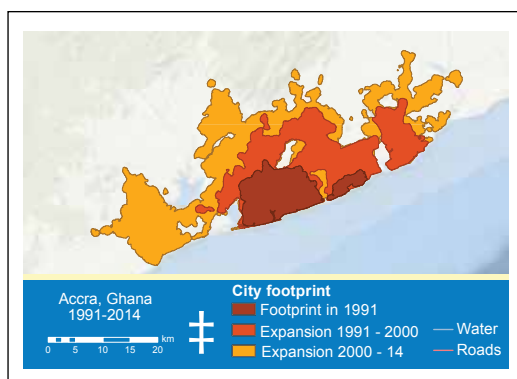 Accra, Ghana
1991-2014
km
0 5 10 20
City footprint
Footprint in 1991
Expansion 1991 - 2000
Expansion 2000 - 14
Water
Roads